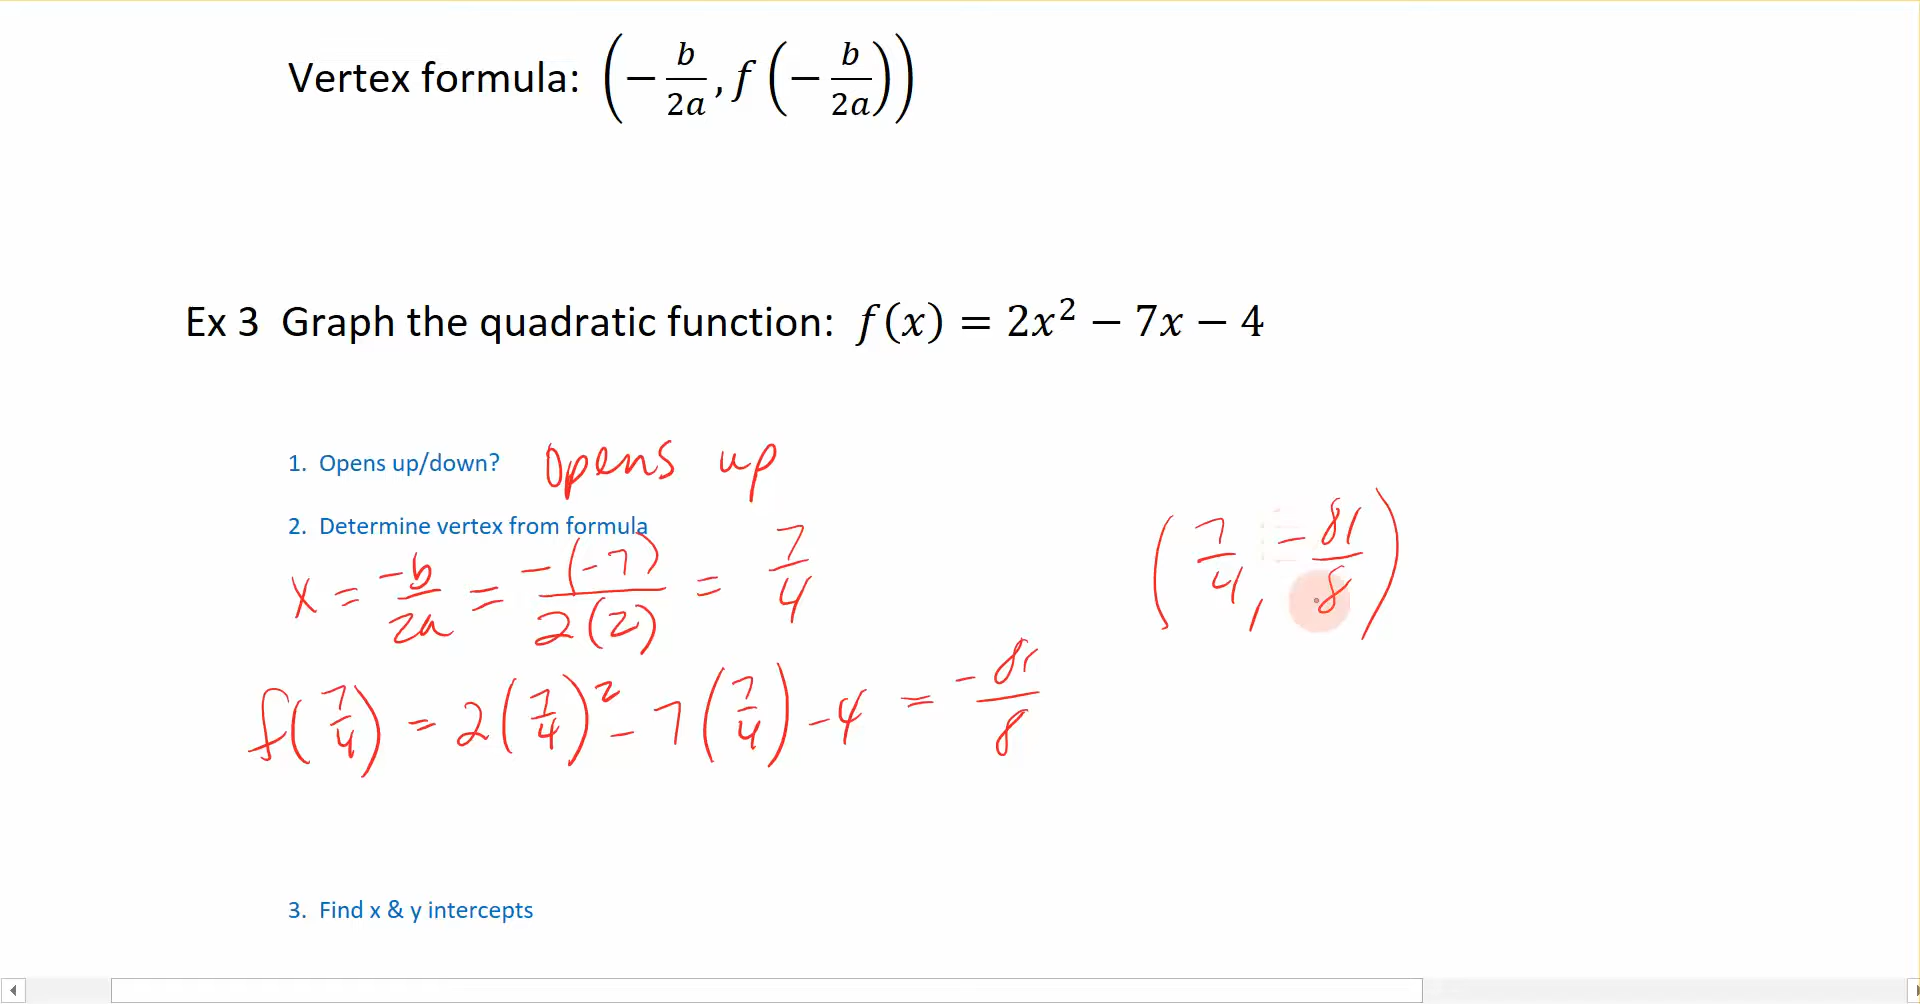 Vertex formula: (−b/2a, f(−b/2a))
Ex 3 Graph the quadratic function: f(x) = 2x² − 7x − 4
1. Opens up/down? Opens up
2. Determine vertex from formula
x = -b/2a = -(-7)/2(2) = 7/4
(7/4, -81/8)
f(7/4) = 2(7/4)² - 7(7/4) - 4 = -81/8
3. Find x & y intercepts